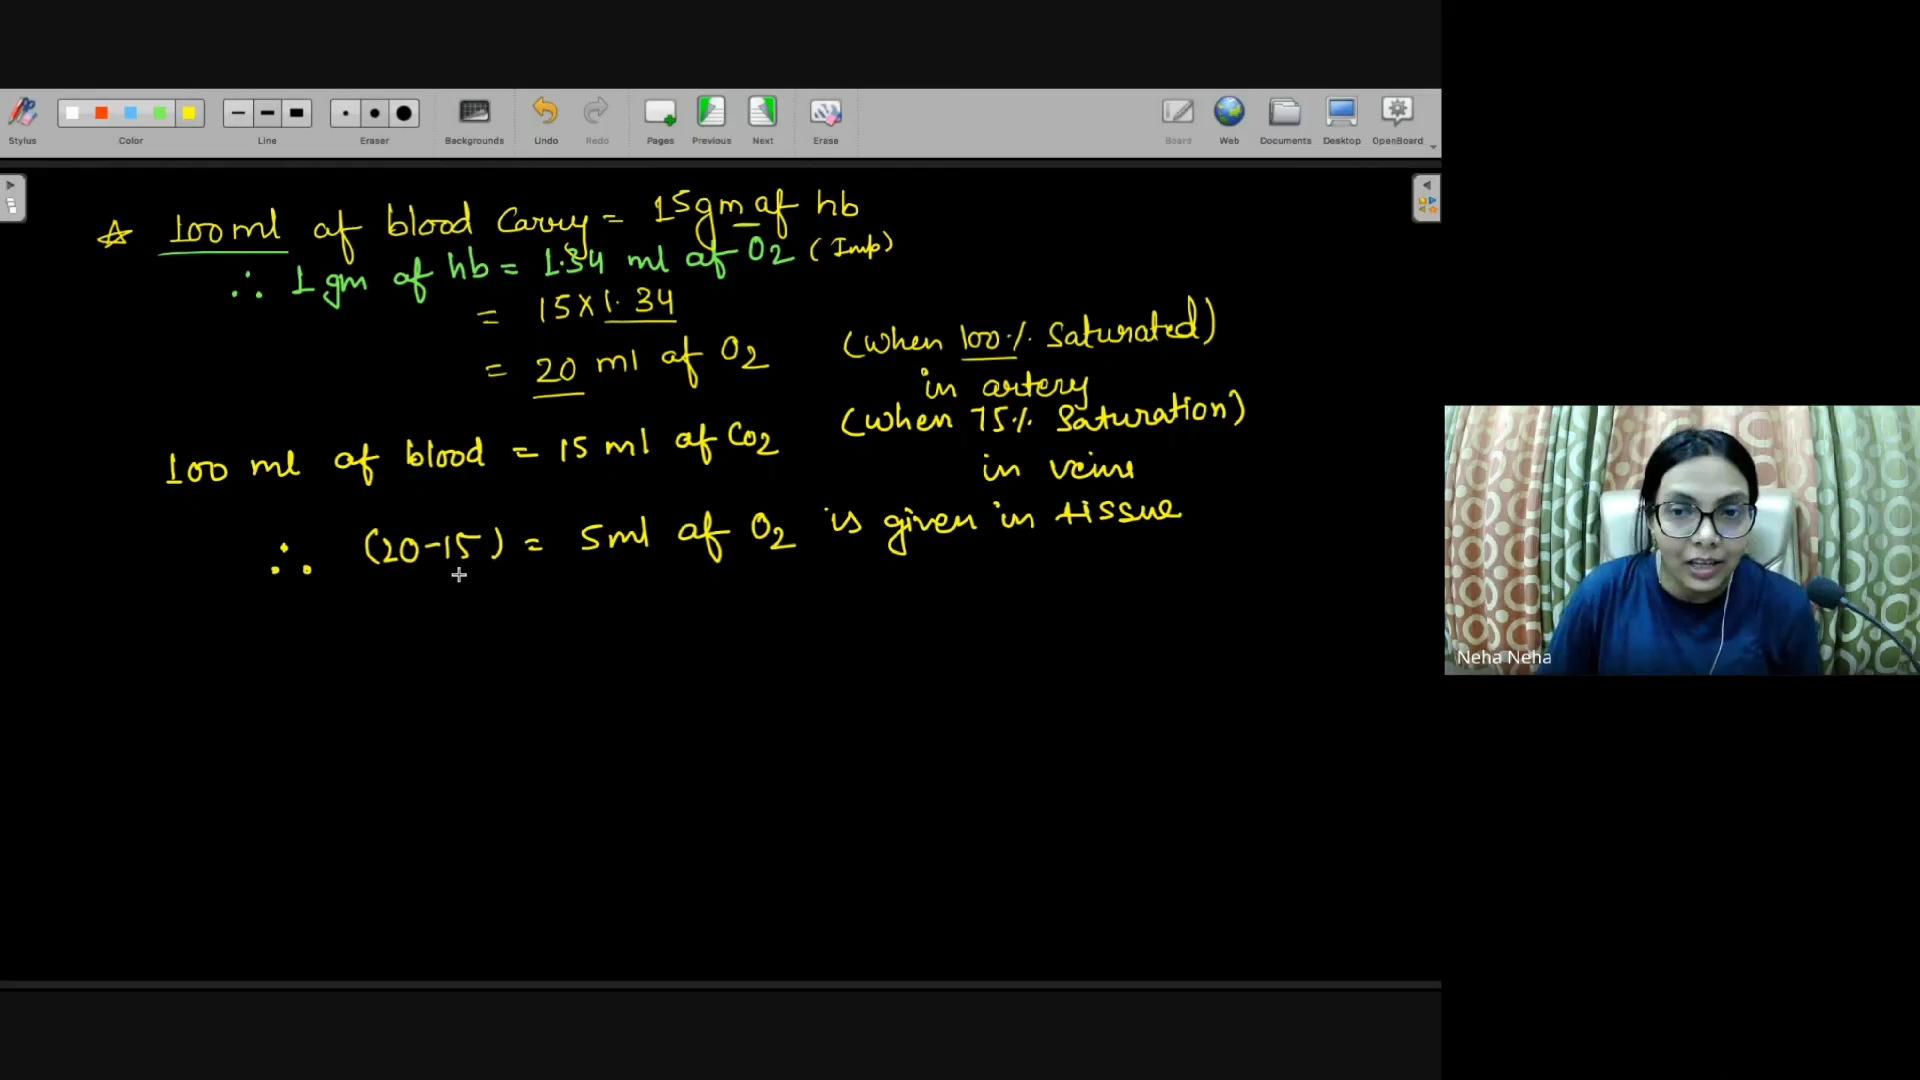 Stylus Color Line Eraser Backgrounds Undo Redo Pages Previous Next Erase Board Web Documents Desktop OpenBoard
☆ 100 ml of blood Carry = 15gm of hb
∴ 1 gm of hb = 1.34 ml of O2 (Imp)
= 15 × 1.34
= 20 ml of O2 (when 100% Saturated)
in artery
100 ml of blood = 15 ml of CO2 (when 75% Saturation)
in veins
∴ (20-15) = 5ml of O2 is given in tissue
Neha Neha